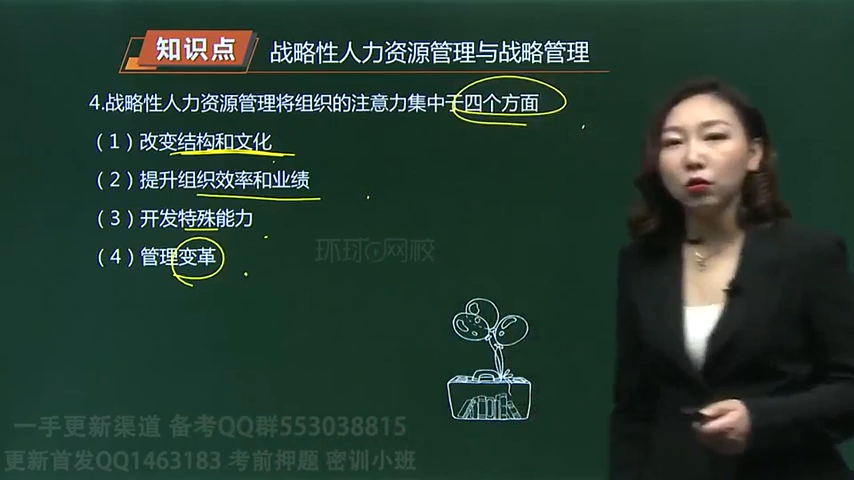 知识点 战略性人力资源管理与战略管理
4.战略性人力资源管理将组织的注意力集中于四个方面
（1）改变结构和文化
（2）提升组织效率和业绩
（3）开发特殊能力
（4）管理变革
环球网校
一手更新渠道 备考QQ群553038815
更新首发QQ1463183 考前押题 密训小班